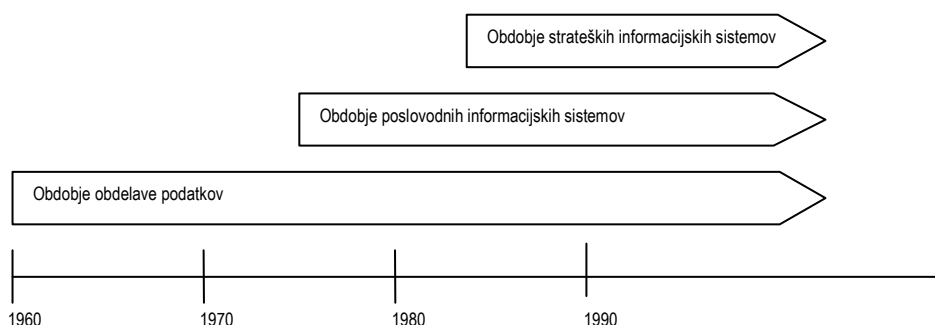 Obdobje strateških informacijskih sistemov
Obdobje poslovodnih informacijskih sistemov
Obdobje obdelave podatkov
1960 1970 1980 1990